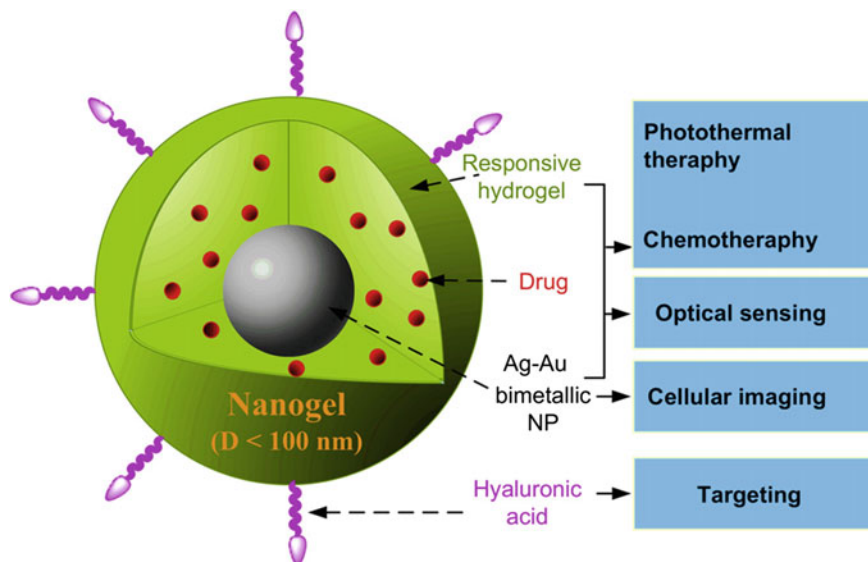 Responsive
hydrogel
Drug
Ag-Au
bimetallic
NP
Nanogel
(D < 100 nm)
Hyaluronic
acid
Photothermal
theraphy
Chemotheraphy
Optical sensing
Cellular imaging
Targeting